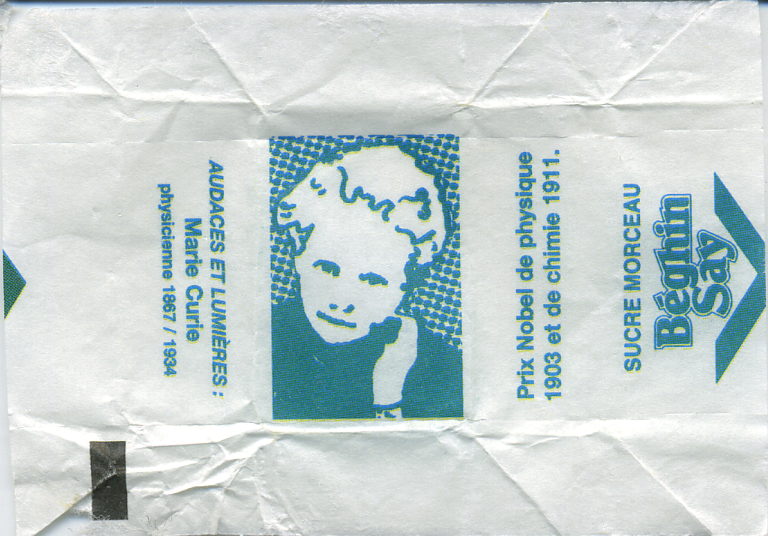 AUDACES ET LUMIÈRES :
Marie Curie
physicienne 1867 / 1934
Prix Nobel de physique
1903 et de chimie 1911.
SUCRE MORCEAU
Béghin
Say